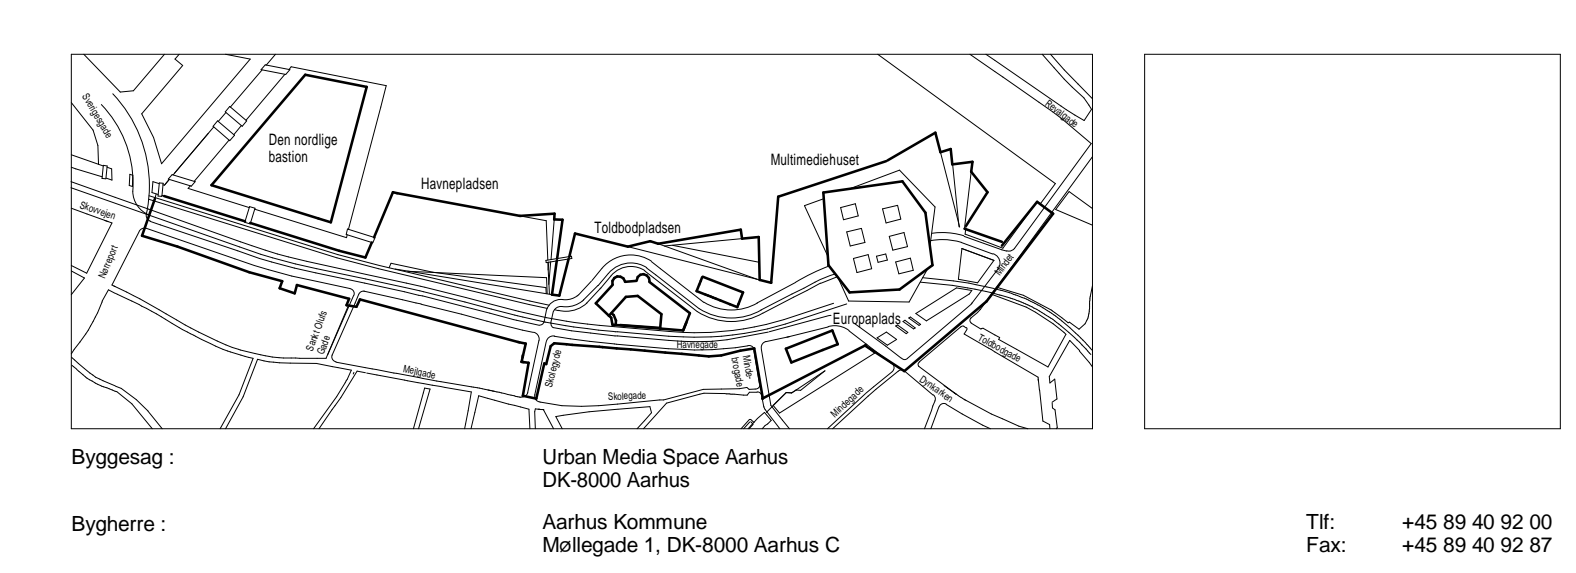 Sverigesgade
Den nordlige
bastion
Havnepladsen
Toldbodpladsen
Multimediehuset
Revalgade
Skovvejen
Nørreport
Sankt Olufs
Gade
Mejlgade
Skolegyde
Havnegade
Skolegade
Minde-
brogade
Europaplads
Mindet
Toldbodgade
Dynkarken
Mindegade
Byggesag :
Urban Media Space Aarhus
DK-8000 Aarhus
Bygherre :
Aarhus Kommune
Møllegade 1, DK-8000 Aarhus C
Tlf: +45 89 40 92 00
Fax: +45 89 40 92 87